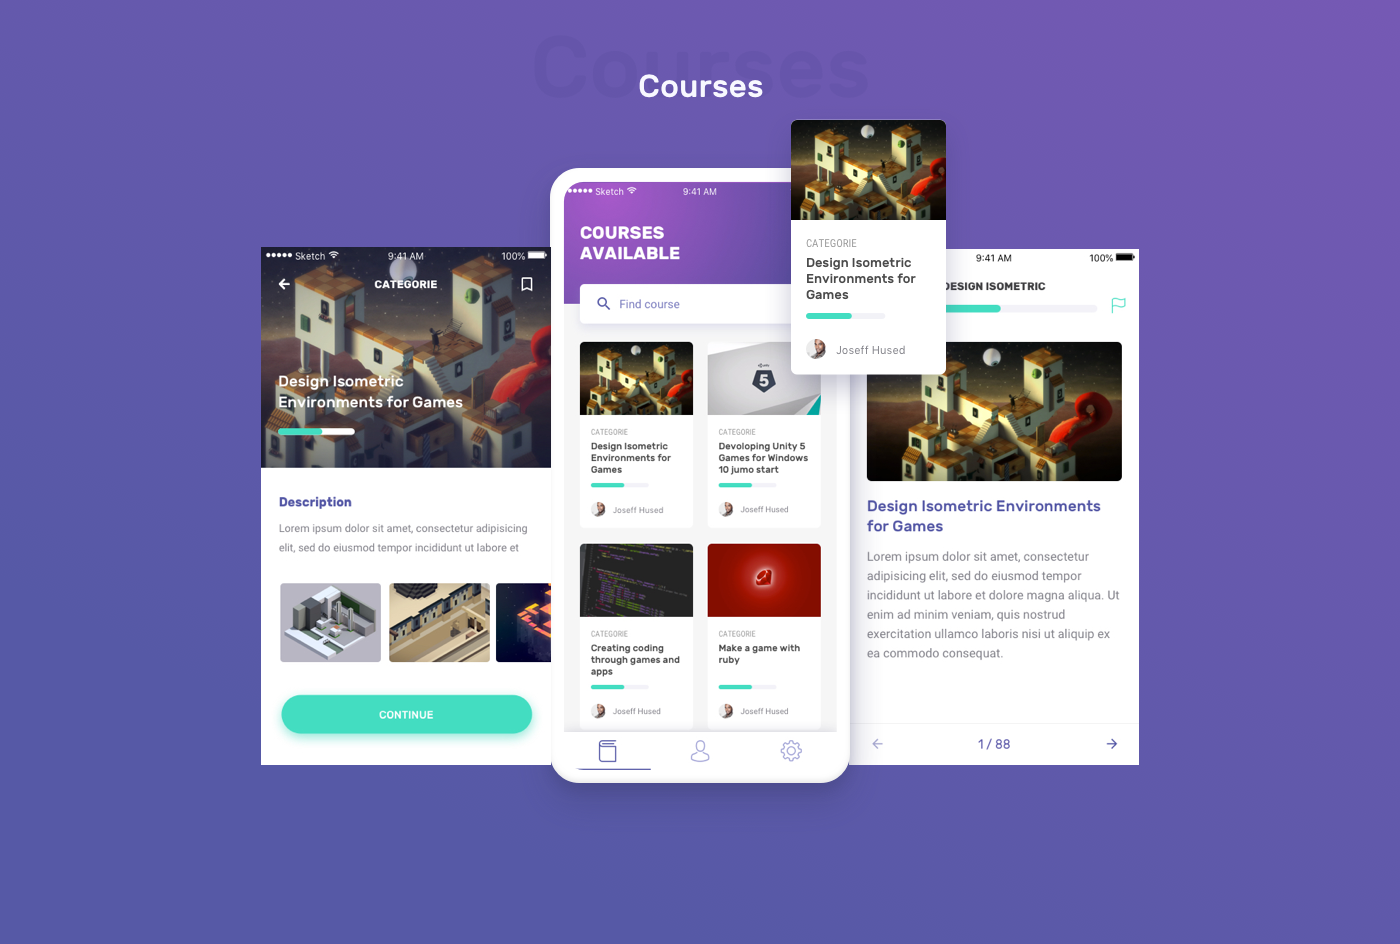 Courses
Courses
Sketch 9:41 AM 100%
CATEGORIE
Design Isometric
Environments for Games
Description
Lorem ipsum dolor sit amet, consectetur adipisicing
elit, sed do eiusmod tempor incididunt ut labore et
CONTINUE
Sketch 9:41 AM
COURSES
AVAILABLE
Find course
CATEGORIE
Design Isometric
Environments for
Games
Joseff Hused
5
CATEGORIE
Devoloping Unity 5
Games for Windows
10 jumo start
Joseff Hused
CATEGORIE
Creating coding
through games and
apps
Joseff Hused
CATEGORIE
Make a game with
ruby
Joseff Hused
CATEGORIE
Design Isometric
Environments for
Games
Joseff Hused
9:41 AM 100%
DESIGN ISOMETRIC
Design Isometric Environments
for Games
Lorem ipsum dolor sit amet, consectetur
adipisicing elit, sed do eiusmod tempor
incididunt ut labore et dolore magna aliqua. Ut
enim ad minim veniam, quis nostrud
exercitation ullamco laboris nisi ut aliquip ex
ea commodo consequat.
1 / 88